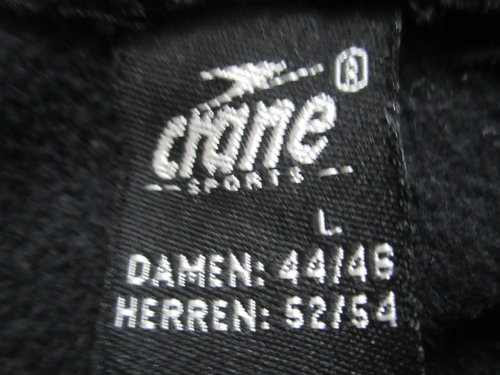 crane ®
SPORTS
L
DAMEN: 44/46
HERREN: 52/54